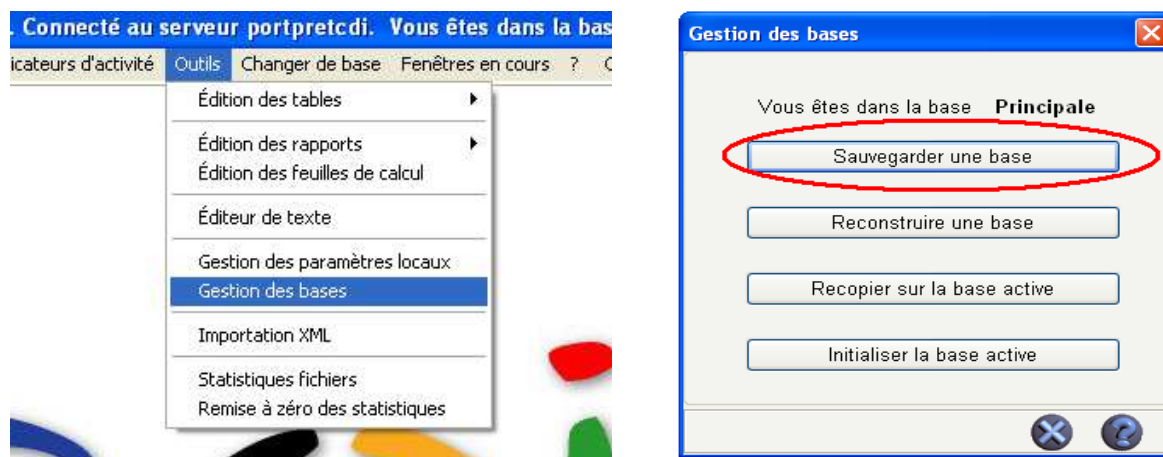 . Connecté au serveur portpretcdi. Vous êtes dans la bas
icateurs d'activité Outils Changer de base Fenêtres en cours ?
Édition des tables
Édition des rapports
Édition des feuilles de calcul
Éditeur de texte
Gestion des paramètres locaux
Gestion des bases
Importation XML
Statistiques fichiers
Remise à zéro des statistiques
Gestion des bases
Vous êtes dans la base Principale
Sauvegarder une base
Reconstruire une base
Recopier sur la base active
Initialiser la base active
?